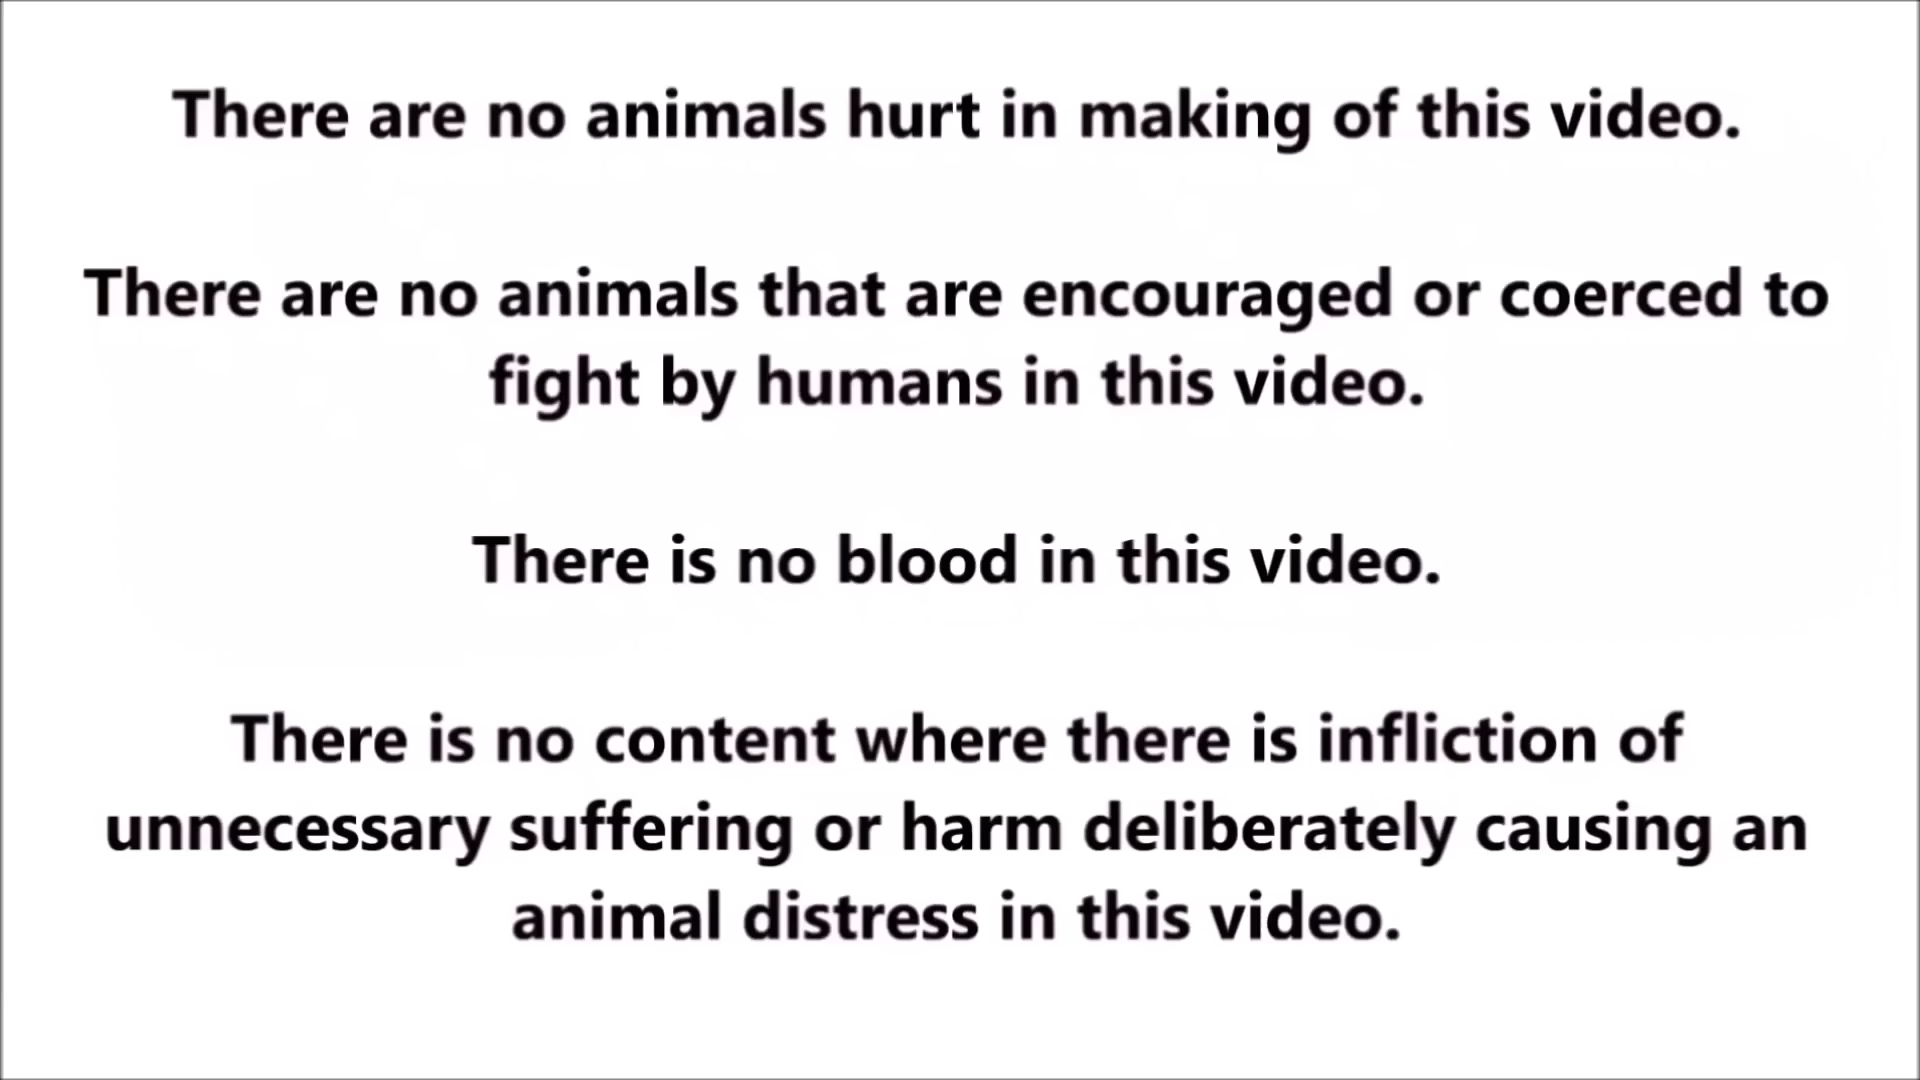 There are no animals hurt in making of this video.
There are no animals that are encouraged or coerced to
fight by humans in this video.
There is no blood in this video.
There is no content where there is infliction of
unnecessary suffering or harm deliberately causing an
animal distress in this video.